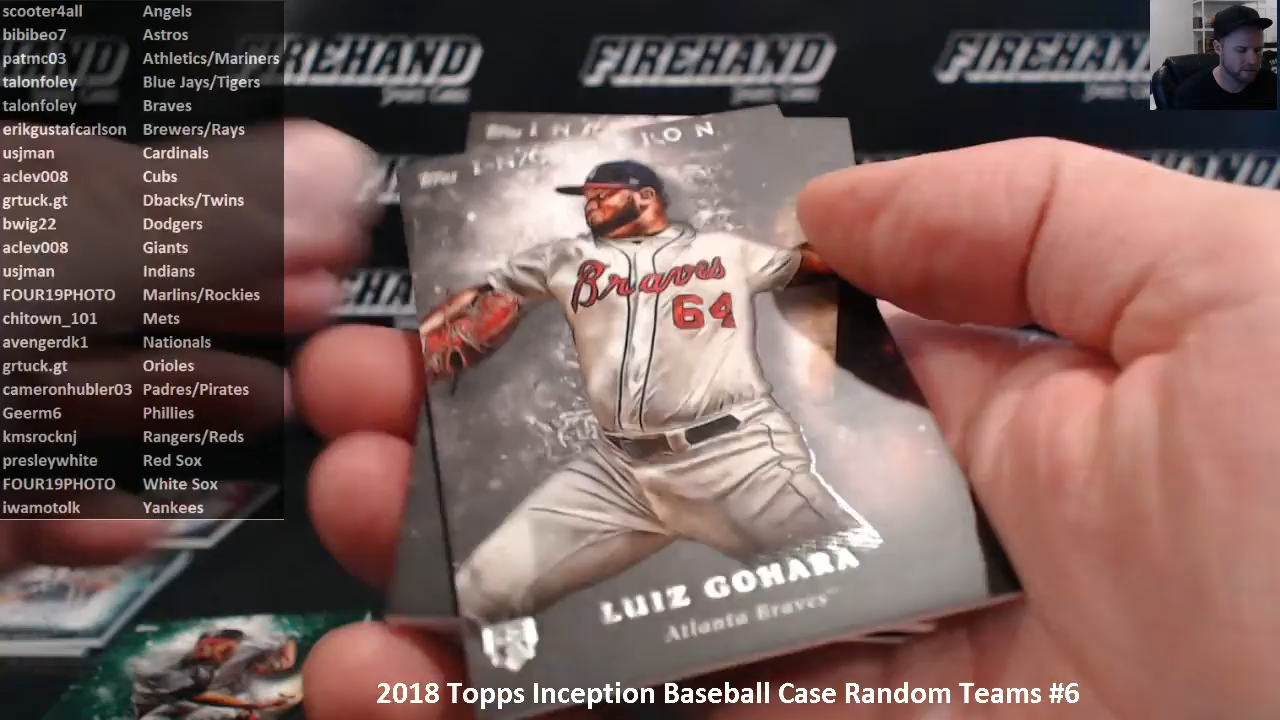 scooter4all Angels
bibibeo7 Astros
patmc03 Athletics/Mariners
talonfoley Blue Jays/Tigers
talonfoley Braves
erikgustafcarlson Brewers/Rays
usjman Cardinals
aclev008 Cubs
grtuck.gt Dbacks/Twins
bwig22 Dodgers
aclev008 Giants
usjman Indians
FOUR19PHOTO Marlins/Rockies
chitown_101 Mets
avengerdk1 Nationals
grtuck.gt Orioles
cameronhubler03 Padres/Pirates
Geerm6 Phillies
kmsrocknj Rangers/Reds
presleywhite Red Sox
FOUR19PHOTO White Sox
iwamotolk Yankees
FIREHAND FIREHAND FIREHAND
Topps
Braves
64
LUIZ GOHARA
Atlanta Braves™
2018 Topps Inception Baseball Case Random Teams #6